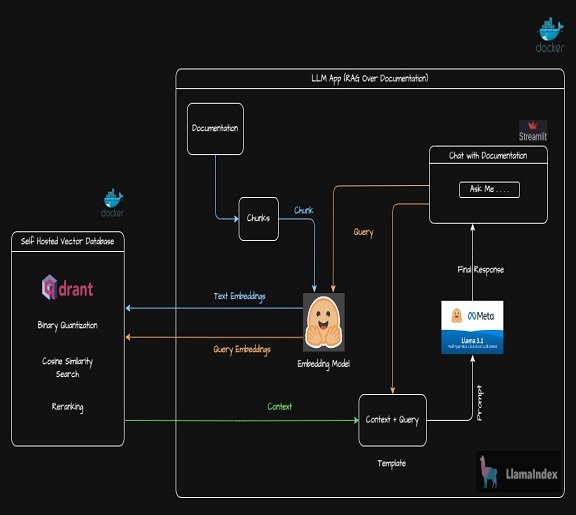 docker
LLM App (RAG Over Documentation)
Documentation
Streamlit
Chat with Documentation
Ask Me . . . .
docker
Chunks
Chunk
Query
Self Hosted Vector Database
qdrant
Binary Quantization
Cosine Similarity
Search
Reranking
Text Embeddings
Query Embeddings
Embedding Model
Final Response
Meta
Llama 3.1
Prompt
Context
Context + Query
Template
LlamaIndex